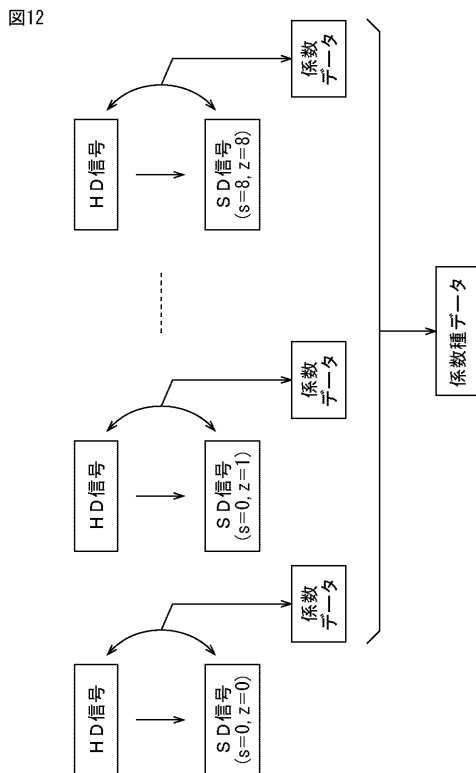 図12
HD信号
SD信号
(s=0, z=0)
係数
データ
HD信号
SD信号
(s=0, z=1)
係数
データ
HD信号
SD信号
(s=8, z=8)
係数
データ
係数種データ